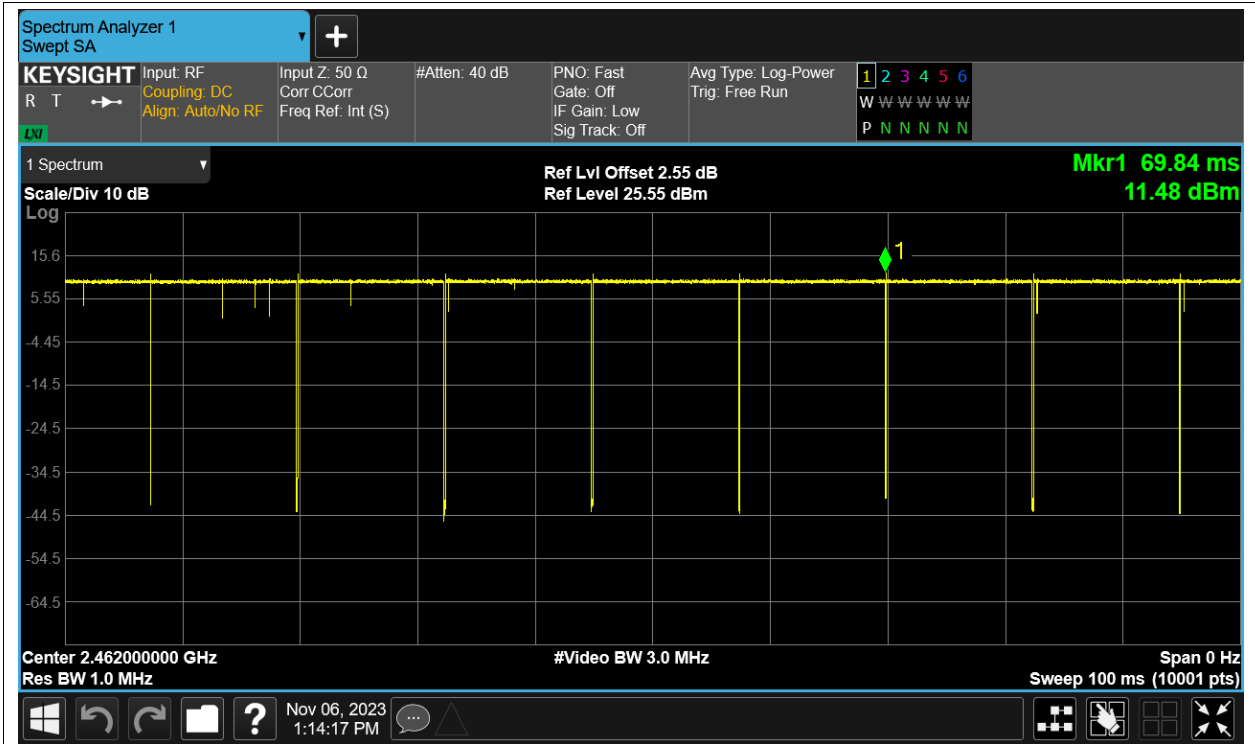 Spectrum Analyzer 1
Swept SA
KEYSIGHT
R T
LXI
Input: RF
Coupling: DC
Align: Auto/No RF
Input Z: 50 Ω
Corr CCorr
Freq Ref: Int (S)
#Atten: 40 dB
PNO: Fast
Gate: Off
IF Gain: Low
Sig Track: Off
Avg Type: Log-Power
Trig: Free Run
1 2 3 4 5 6
W W W W W W
P N N N N N
1 Spectrum
Scale/Div 10 dB
Log
Ref Lvl Offset 2.55 dB
Ref Level 25.55 dBm
Mkr1 69.84 ms
11.48 dBm
1
15.6
5.55
-4.45
-14.5
-24.5
-34.5
-44.5
-54.5
-64.5
Center 2.462000000 GHz
#Video BW 3.0 MHz
Span 0 Hz
Res BW 1.0 MHz
Sweep 100 ms (10001 pts)
?
Nov 06, 2023
1:14:17 PM